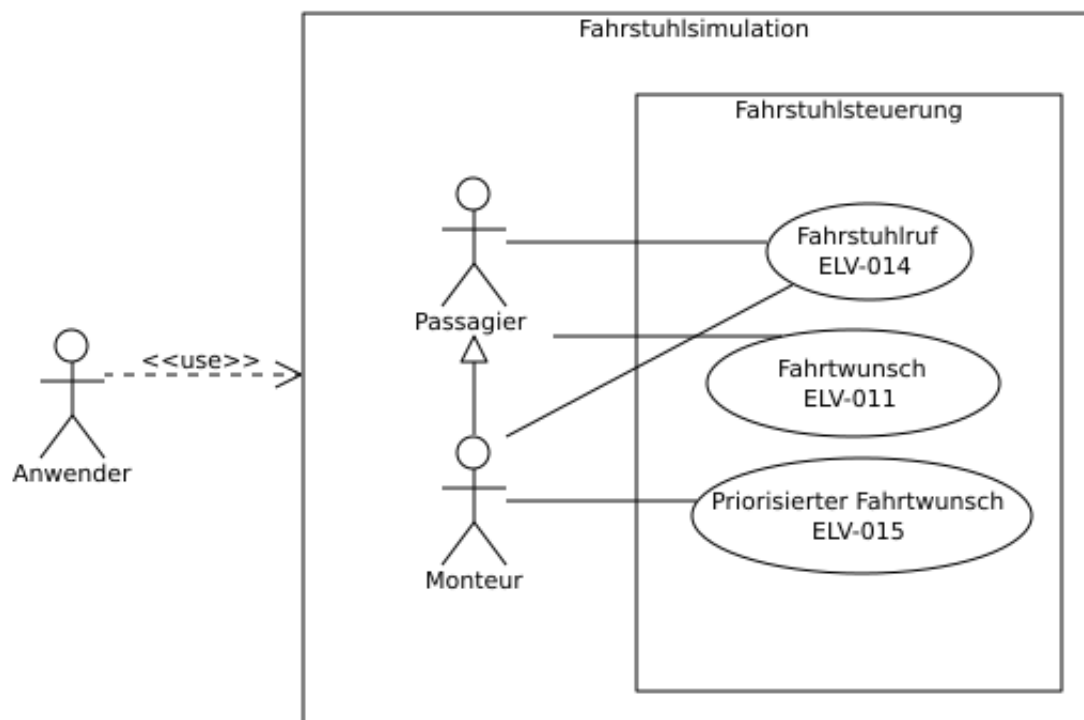 Fahrstuhlsimulation
Fahrstuhlsteuerung
Fahrstuhlruf
ELV-014
Passagier
<<use>>
Fahrtwunsch
ELV-011
Anwender
Priorisierter Fahrtwunsch
ELV-015
Monteur